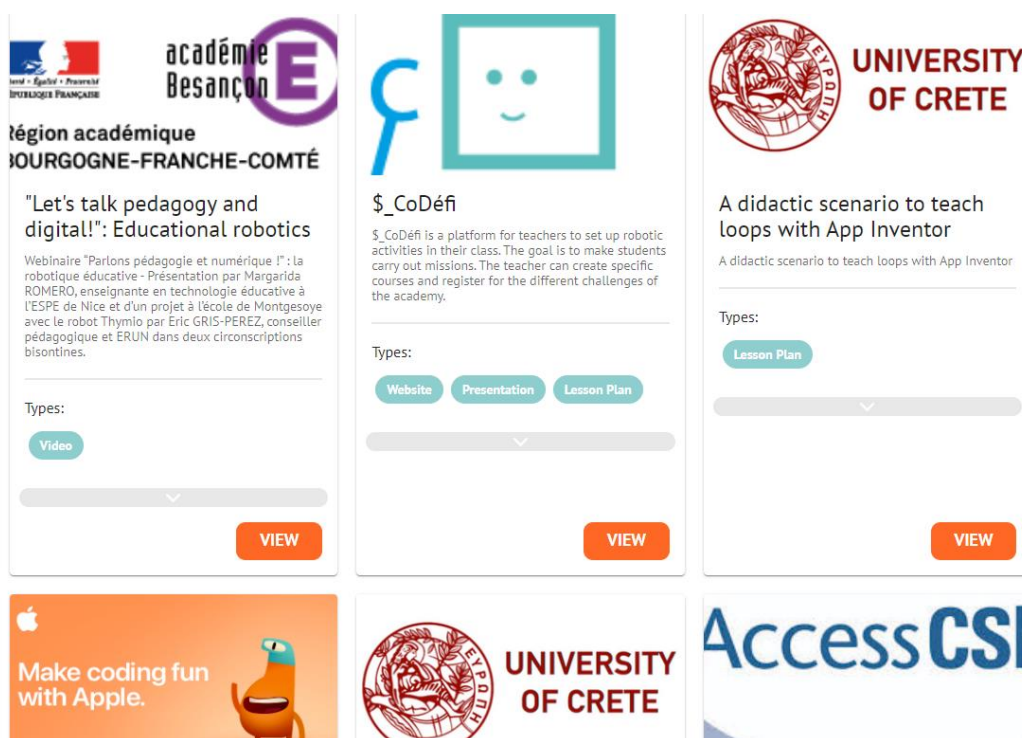 académie
Besançon
Liberté • Égalité • Fraternité
RÉPUBLIQUE FRANÇAISE
Région académique
BOURGOGNE-FRANCHE-COMTÉ
"Let's talk pedagogy and
digital!": Educational robotics
Webinaire "Parlons pédagogie et numérique !" : la
robotique éducative - Présentation par Margarida
ROMERO, enseignante en technologie éducative à
l'ESPE de Nice et d'un projet à l'école de Montgesoye
avec le robot Thymio par Eric GRIS-PEREZ, conseiller
pédagogique et ERUN dans deux circonscriptions
bisontines.
Types:
Video
VIEW
$_CoDéfi
$_CoDéfi is a platform for teachers to set up robotic
activities in their class. The goal is to make students
carry out missions. The teacher can create specific
courses and register for the different challenges of
the academy.
Types:
Website
Presentation
Lesson Plan
VIEW
UNIVERSITY
OF CRETE
A didactic scenario to teach
loops with App Inventor
A didactic scenario to teach loops with App Inventor
Types:
Lesson Plan
VIEW
Make coding fun
with Apple.
UNIVERSITY
OF CRETE
Access CS